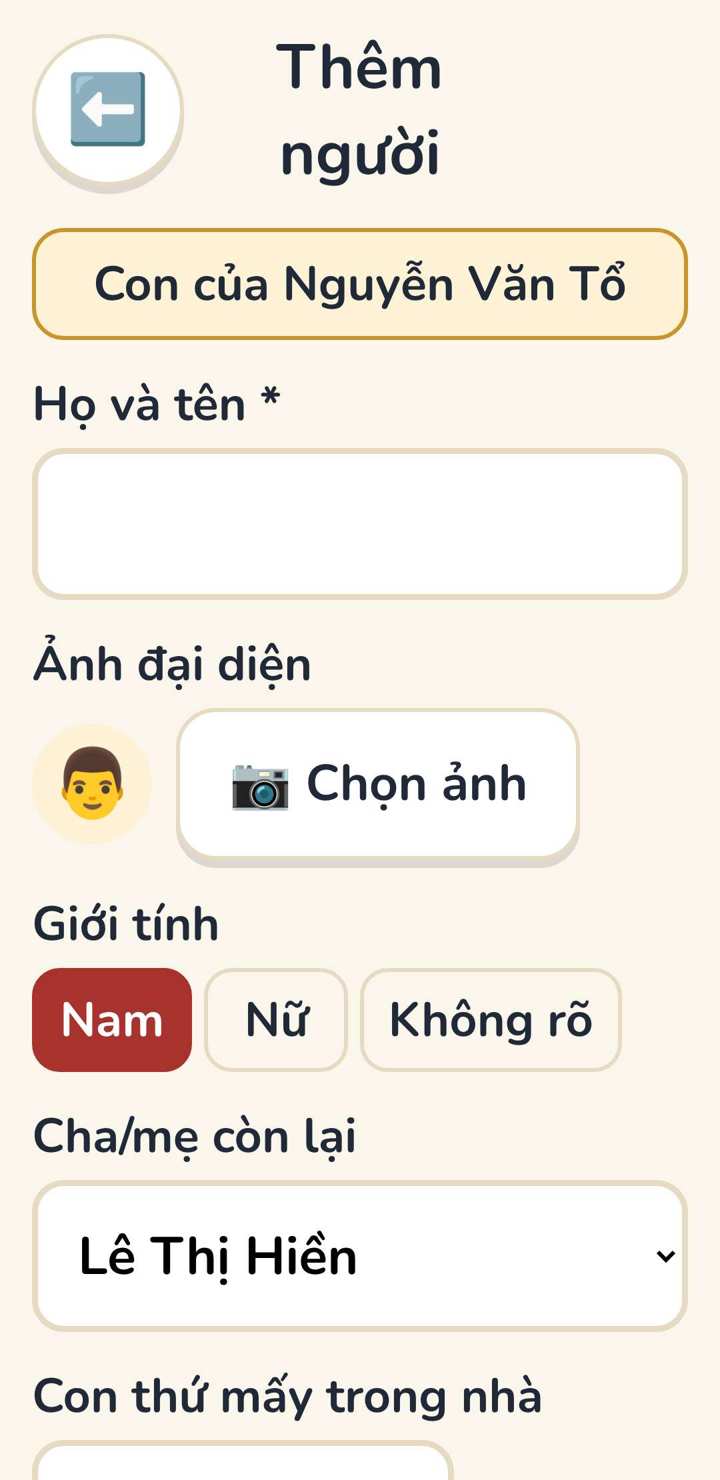 Thêm
người
Con của Nguyễn Văn Tổ
Họ và tên *
Ảnh đại diện
Chọn ảnh
Giới tính
Nam
Nữ
Không rõ
Cha/mẹ còn lại
Lê Thị Hiền
Con thứ mấy trong nhà